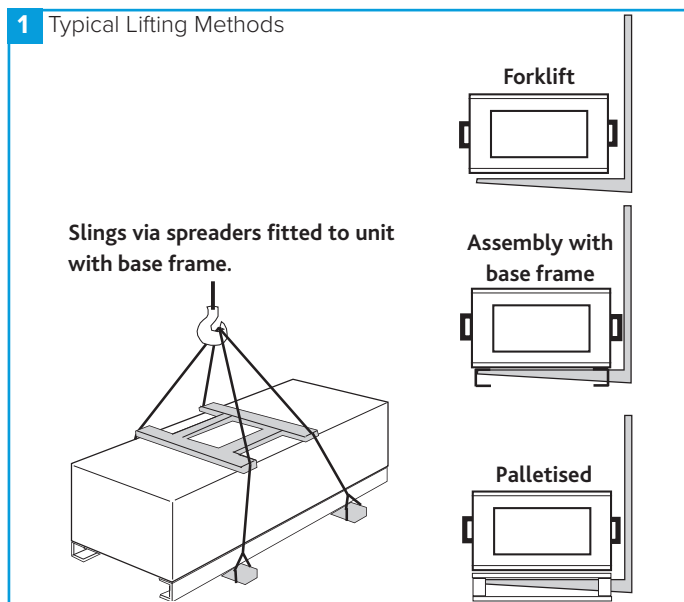 1 Typical Lifting Methods
Forklift
Slings via spreaders fitted to unit
with base frame.
Assembly with
base frame
Palletised